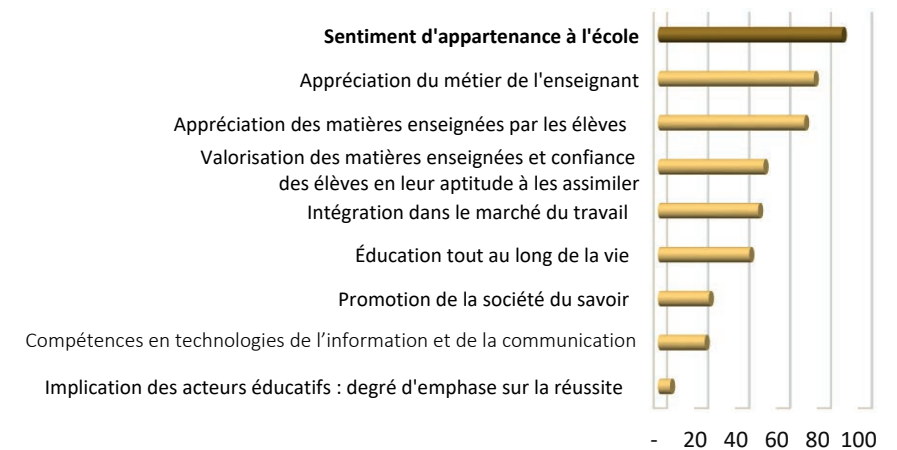 Sentiment d'appartenance à l'école
Appréciation du métier de l'enseignant
Appréciation des matières enseignées par les élèves
Valorisation des matières enseignées et confiance
des élèves en leur aptitude à les assimiler
Intégration dans le marché du travail
Éducation tout au long de la vie
Promotion de la société du savoir
Compétences en technologies de l’information et de la communication
Implication des acteurs éducatifs : degré d'emphase sur la réussite
- 20 40 60 80 100